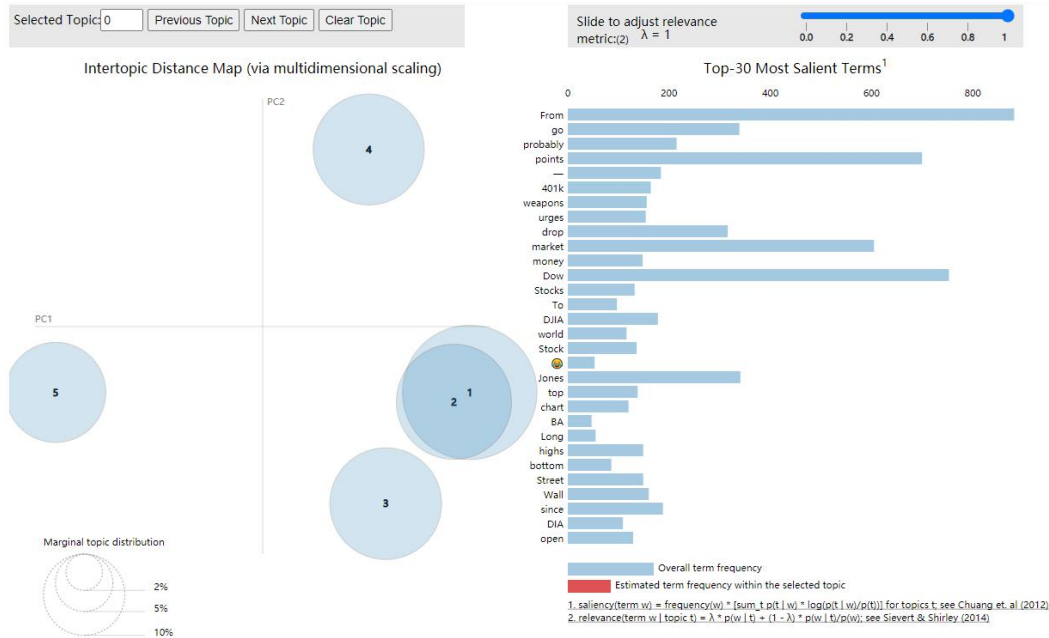 Selected Topic: 0 Previous Topic Next Topic Clear Topic
Slide to adjust relevance
metric:(2) λ = 1
0.0 0.2 0.4 0.6 0.8 1
Intertopic Distance Map (via multidimensional scaling)
PC2
PC1
4
5
1
2
3
Marginal topic distribution
2%
5%
10%
Top-30 Most Salient Terms1
0 200 400 600 800
From
go
probably
points
—
401k
weapons
urges
drop
market
money
Dow
Stocks
To
DJIA
world
Stock
😂
Jones
top
chart
BA
Long
highs
bottom
Street
Wall
since
DIA
open
Overall term frequency
Estimated term frequency within the selected topic
1. saliency(term w) = frequency(w) * [sum_t p(t | w) * log(p(t | w)/p(t))] for topics t; see Chuang et. al (2012)
2. relevance(term w | topic t) = λ * p(w | t) + (1 - λ) * p(w | t)/p(w); see Sievert & Shirley (2014)